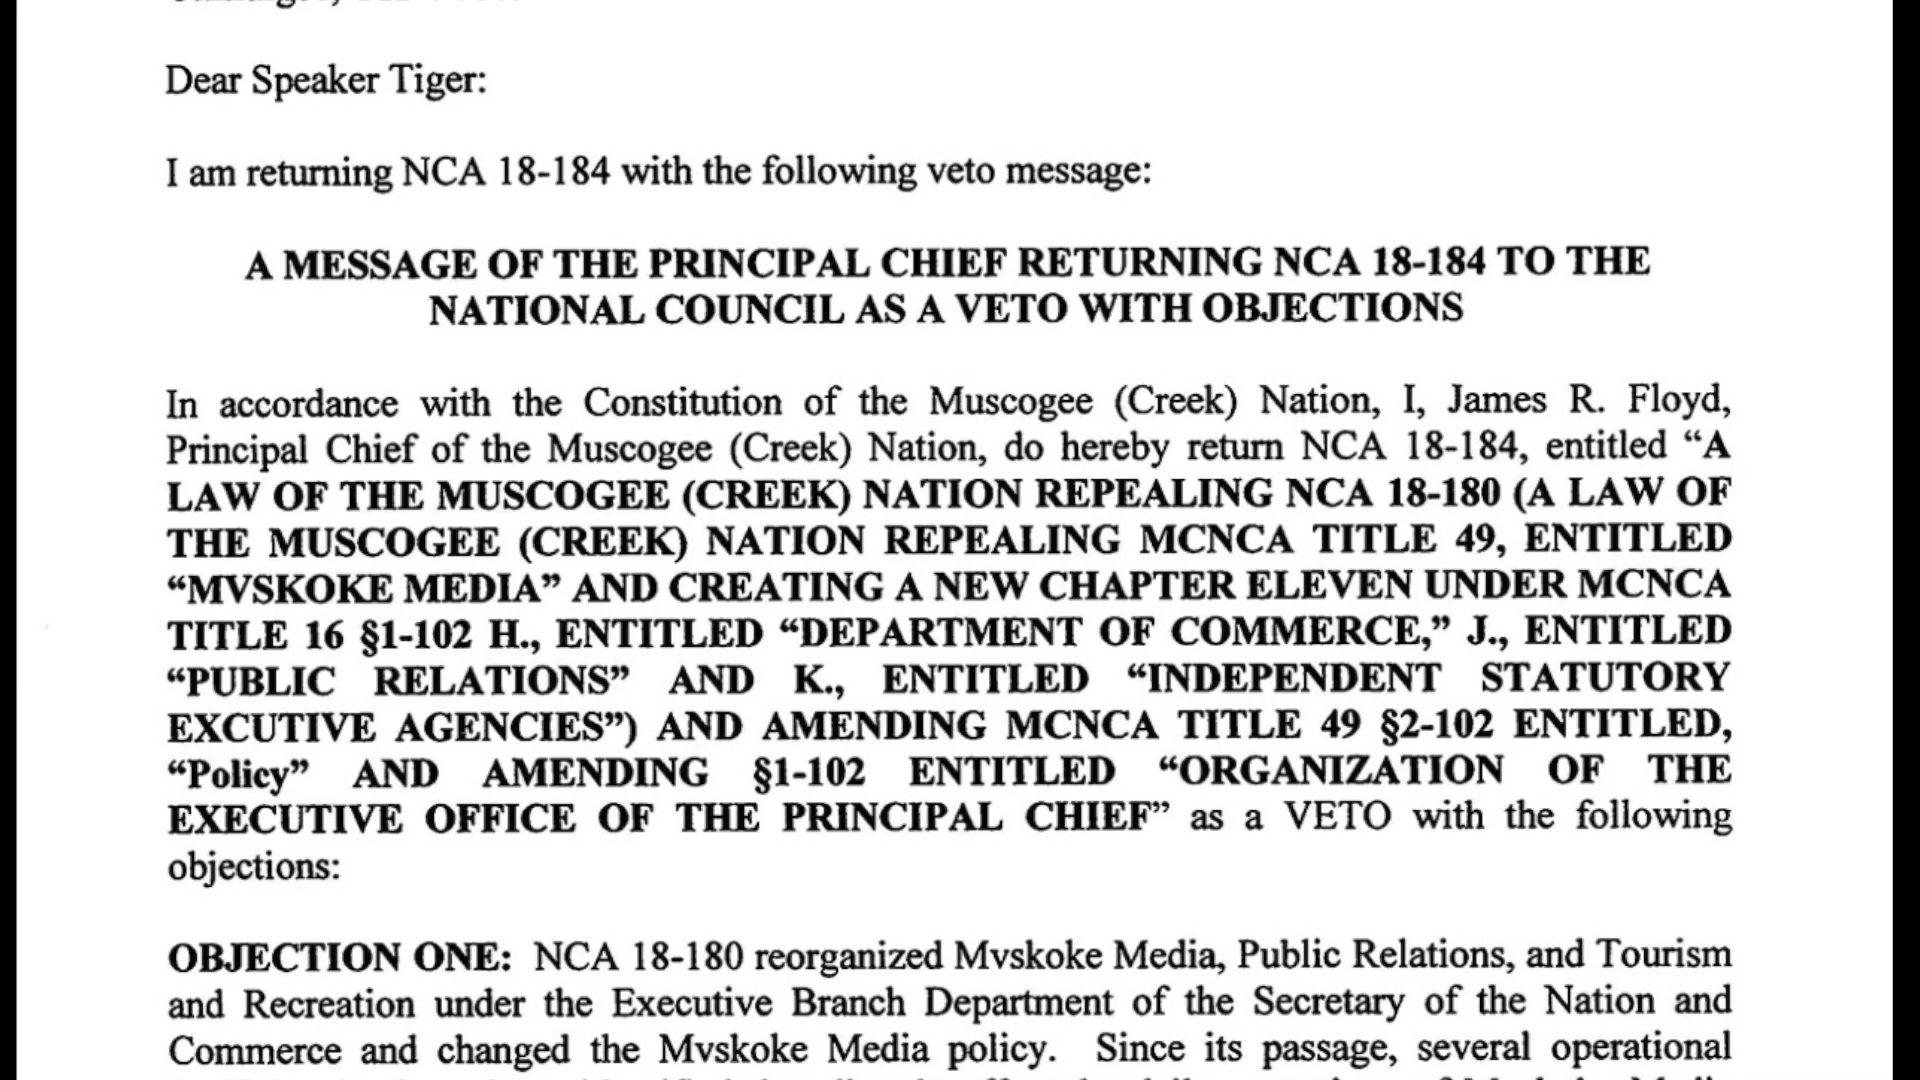 Dear Speaker Tiger:
I am returning NCA 18-184 with the following veto message:
A MESSAGE OF THE PRINCIPAL CHIEF RETURNING NCA 18-184 TO THE
NATIONAL COUNCIL AS A VETO WITH OBJECTIONS
In accordance with the Constitution of the Muscogee (Creek) Nation, I, James R. Floyd,
Principal Chief of the Muscogee (Creek) Nation, do hereby return NCA 18-184, entitled “A
LAW OF THE MUSCOGEE (CREEK) NATION REPEALING NCA 18-180 (A LAW OF
THE MUSCOGEE (CREEK) NATION REPEALING MCNCA TITLE 49, ENTITLED
“MVSKOKE MEDIA” AND CREATING A NEW CHAPTER ELEVEN UNDER MCNCA
TITLE 16 §1-102 H., ENTITLED “DEPARTMENT OF COMMERCE,” J., ENTITLED
“PUBLIC RELATIONS” AND K., ENTITLED “INDEPENDENT STATUTORY
EXCUTIVE AGENCIES”) AND AMENDING MCNCA TITLE 49 §2-102 ENTITLED,
“Policy” AND AMENDING §1-102 ENTITLED “ORGANIZATION OF THE
EXECUTIVE OFFICE OF THE PRINCIPAL CHIEF” as a VETO with the following
objections:
OBJECTION ONE: NCA 18-180 reorganized Mvskoke Media, Public Relations, and Tourism
and Recreation under the Executive Branch Department of the Secretary of the Nation and
Commerce and changed the Mvskoke Media policy. Since its passage, several operational